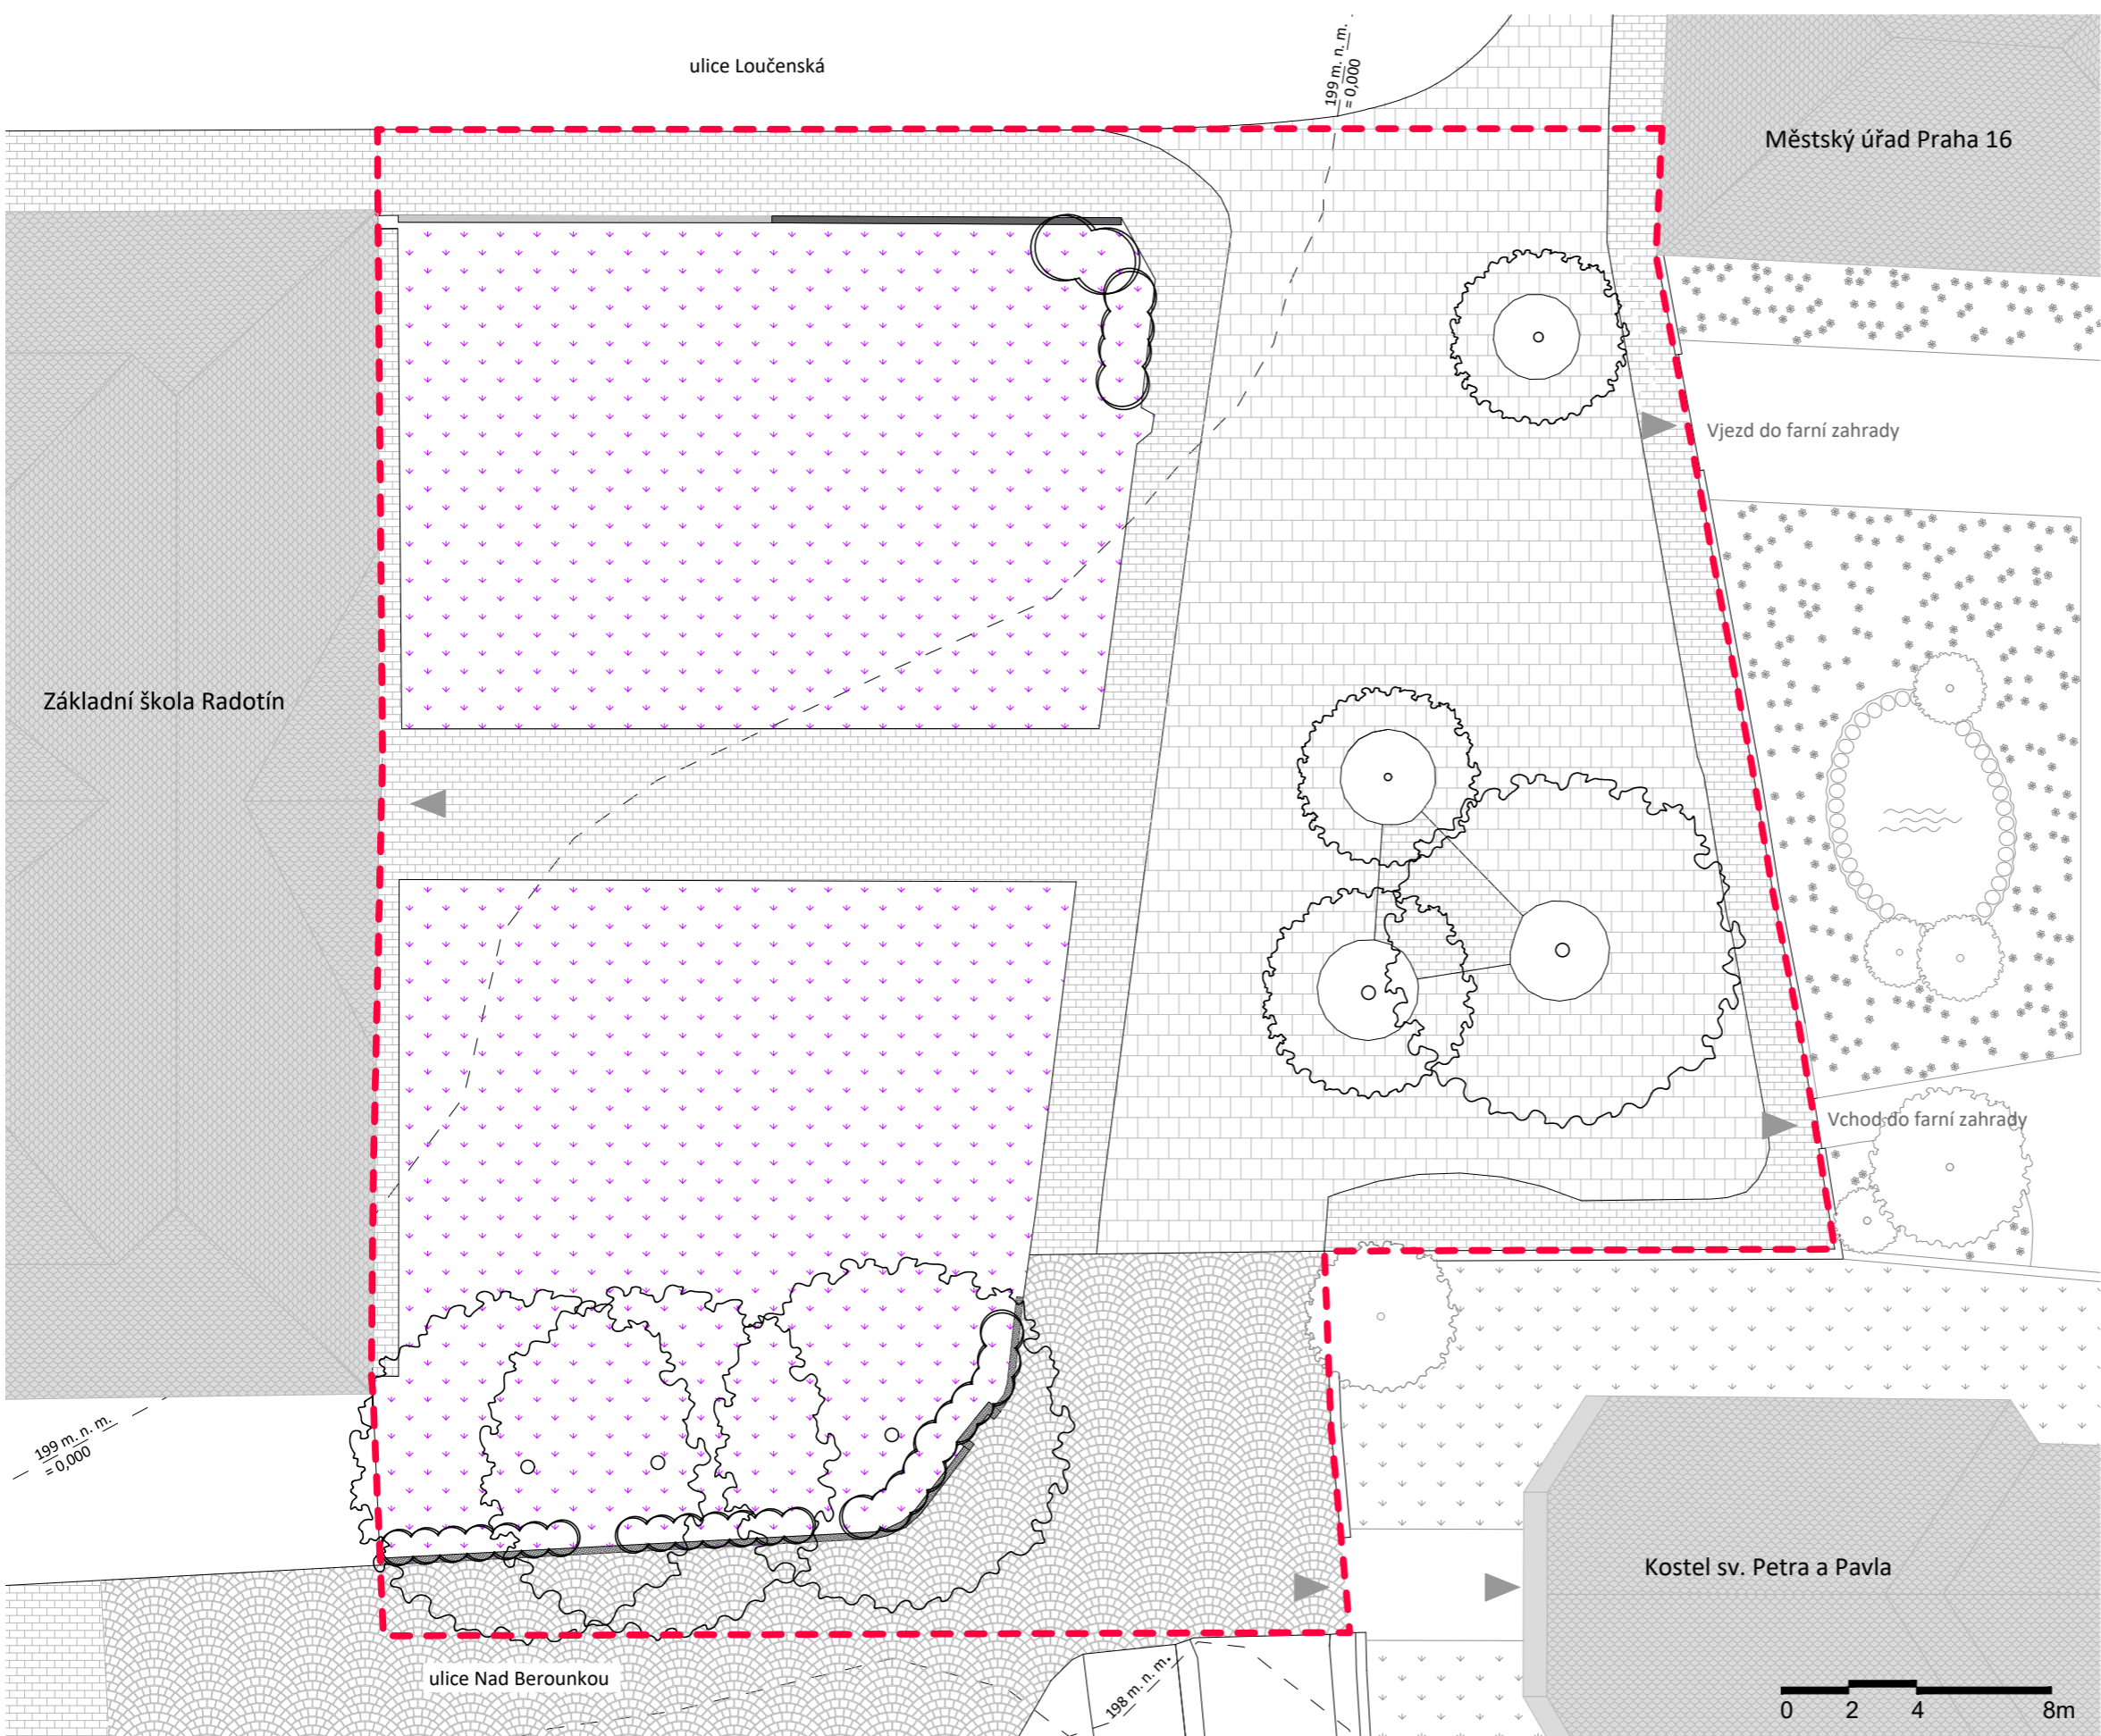 ulice Loučenská
199 m. n. m.
= 0,000
Městský úřad Praha 16
Vjezd do farní zahrady
Základní škola Radotín
Vchod do farní zahrady
199 m. n. m.
= 0,000
Kostel sv. Petra a Pavla
ulice Nad Berounkou
198 m. n. m.
0 2 4 8m